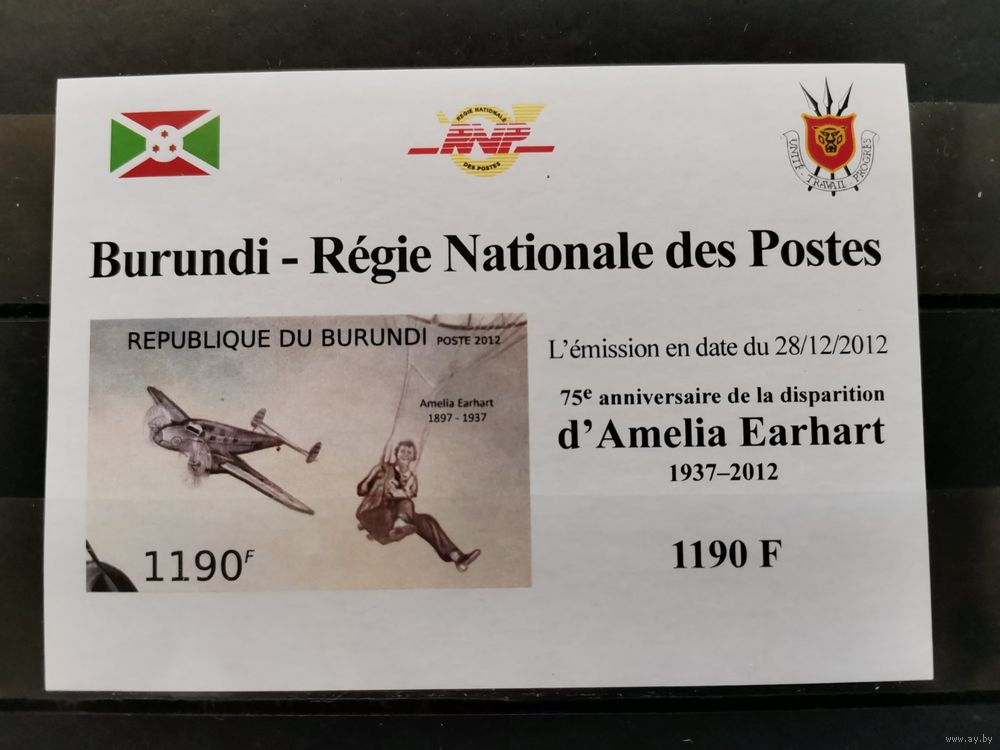 REGIE NATIONALE
RNP
DES POSTES
UNITE - TRAVAIL - PROGRES
Burundi - Régie Nationale des Postes
REPUBLIQUE DU BURUNDI POSTE 2012
Amelia Earhart
1897 - 1937
1190F
L'émission en date du 28/12/2012
75e anniversaire de la disparition
d'Amelia Earhart
1937–2012
1190 F
www.ay.by